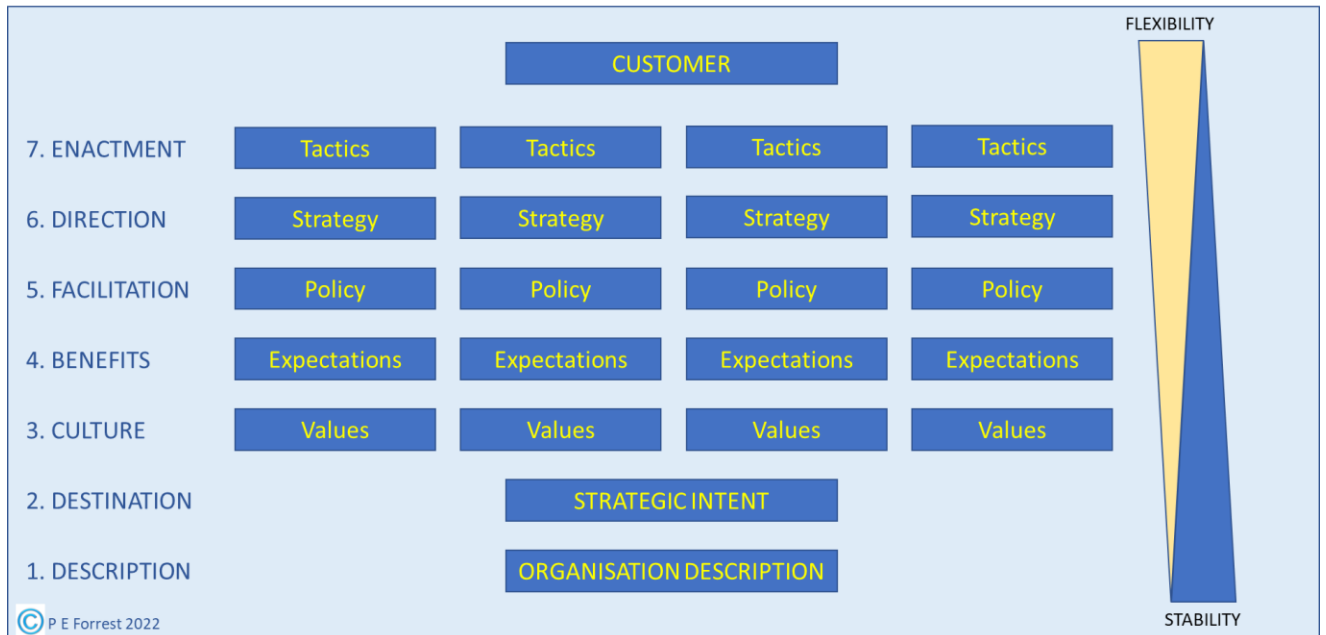 FLEXIBILITY
CUSTOMER
7. ENACTMENT Tactics Tactics Tactics Tactics
6. DIRECTION Strategy Strategy Strategy Strategy
5. FACILITATION Policy Policy Policy Policy
4. BENEFITS Expectations Expectations Expectations Expectations
3. CULTURE Values Values Values Values
2. DESTINATION STRATEGIC INTENT
1. DESCRIPTION ORGANISATION DESCRIPTION
© P E Forrest 2022
STABILITY